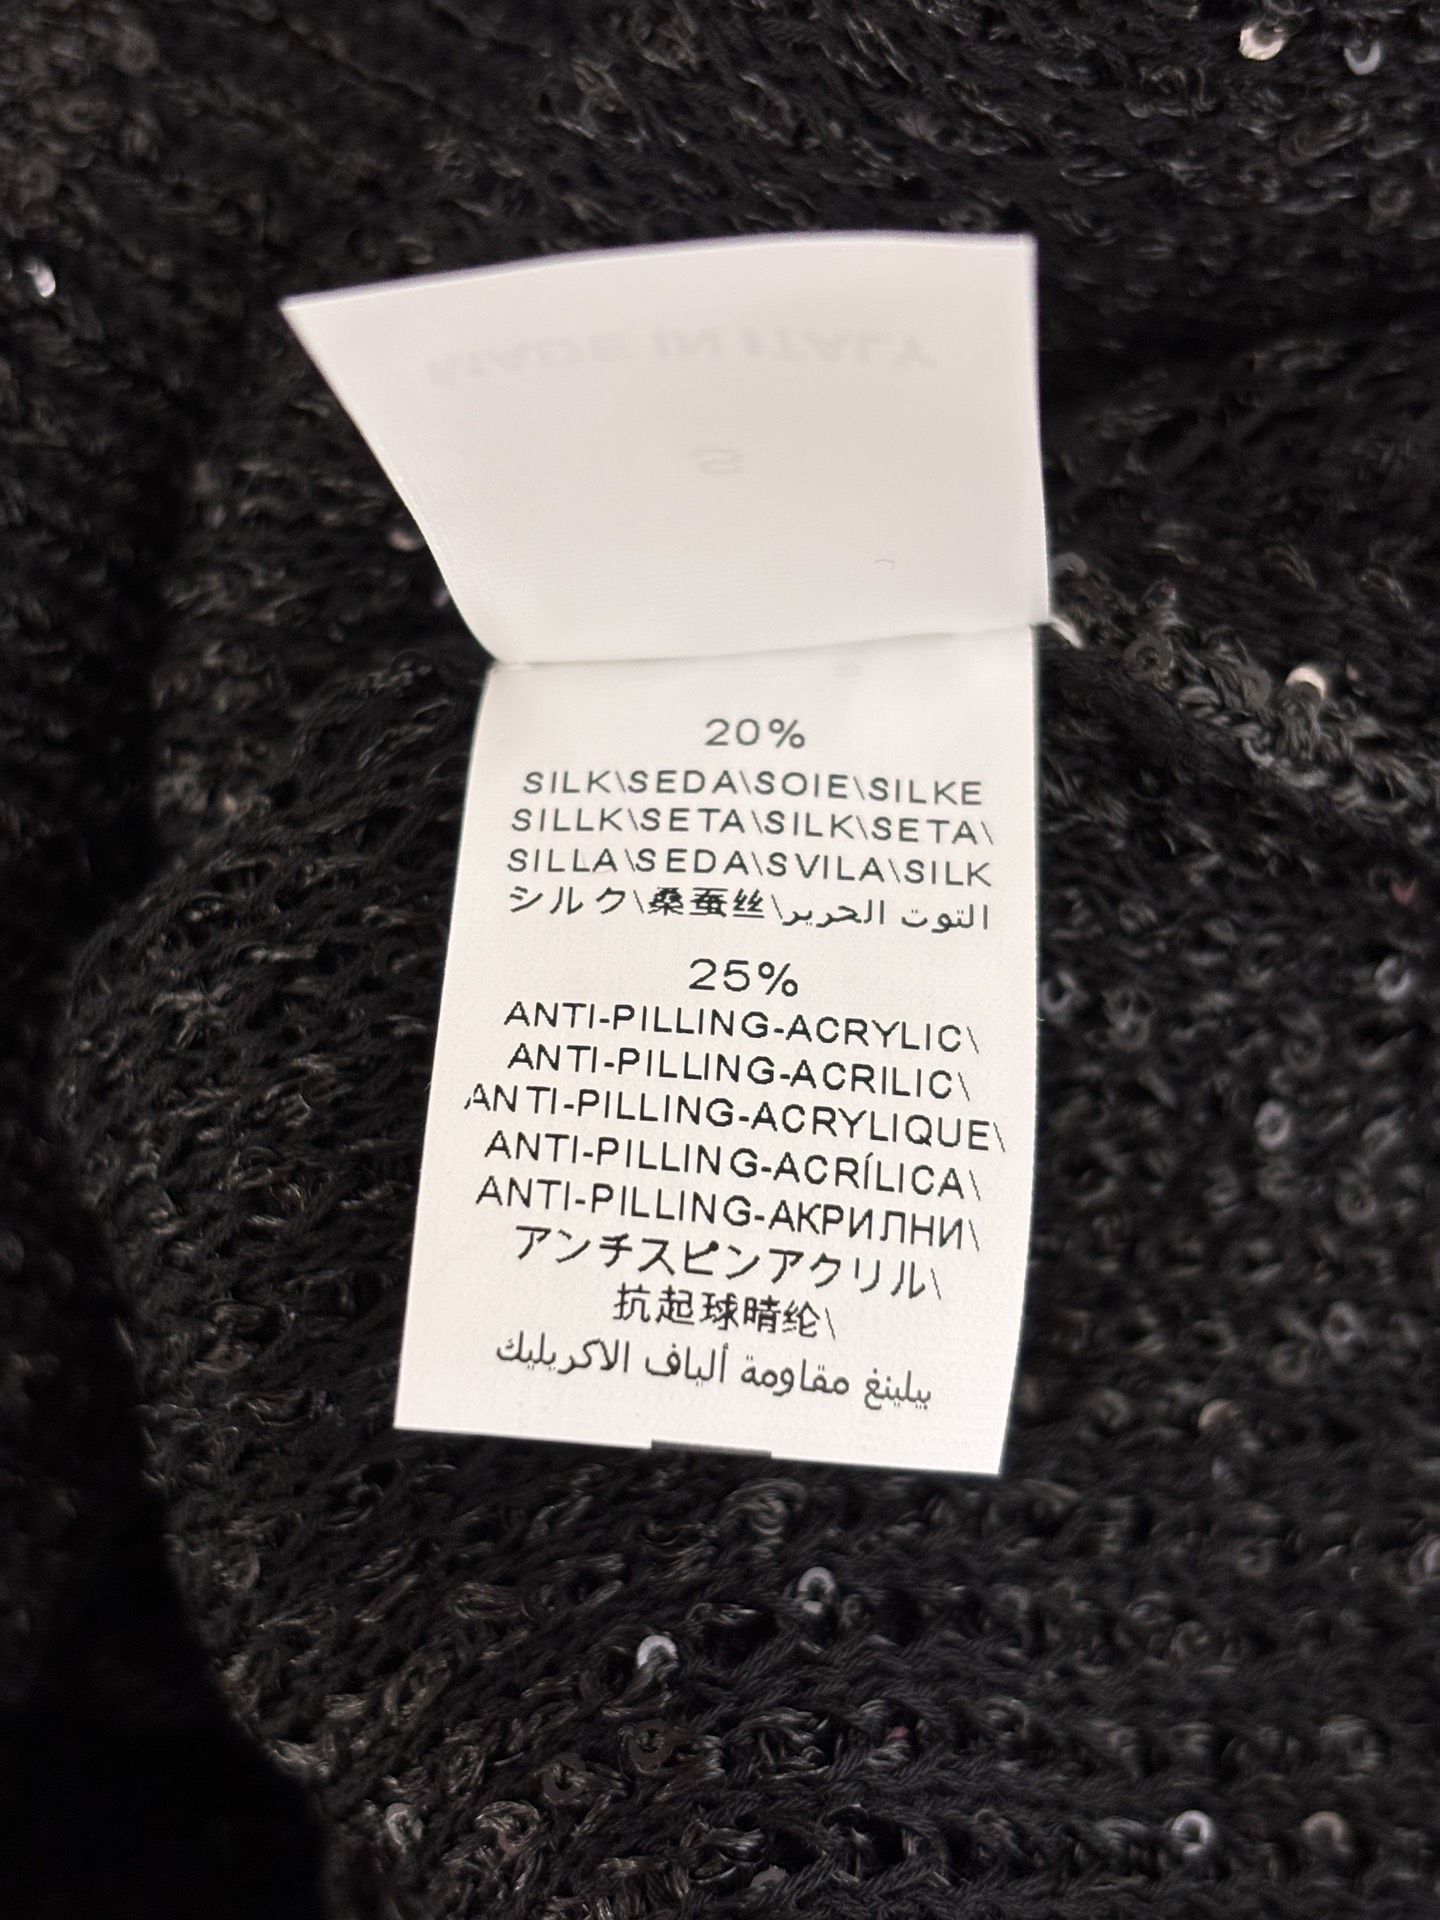 MADE IN ITALY
S
20%
SILK\SEDA\SOIE\SILKE
SILLK\SETA\SILK\SETA\
SILLA\SEDA\SVILA\SILK
シルク\桑蚕丝\التوت الحرير
25%
ANTI-PILLING-ACRYLIC\
ANTI-PILLING-ACRILIC\
ANTI-PILLING-ACRYLIQUE\
ANTI-PILLING-ACRÍLICA\
ANTI-PILLING-АКРИЛНИ\
アンチスピンアクリル\
抗起球晴纶\
بيلينغ مقاومة ألياف الاكريليك